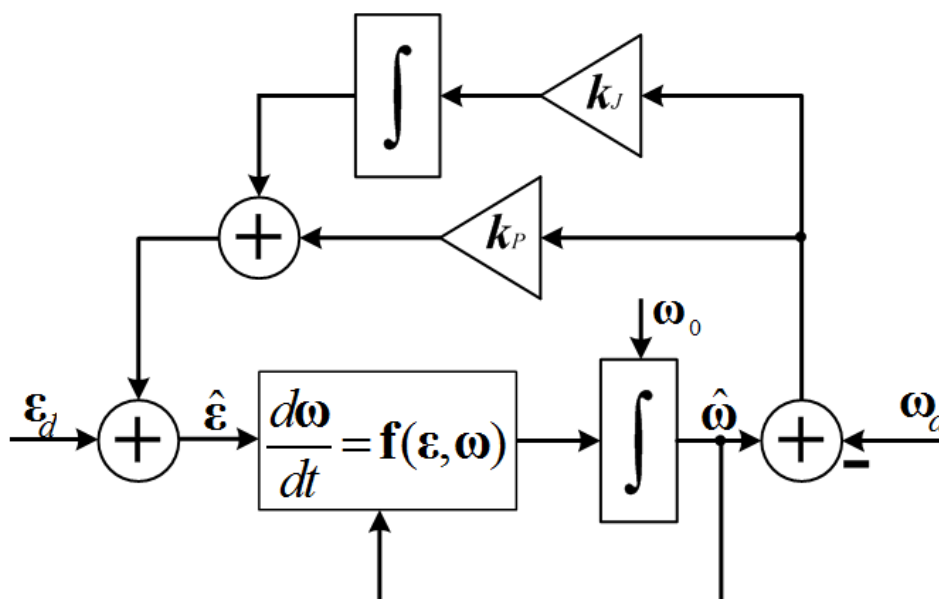 ∫
k_J
+
k_P
ω_0
ε_d
+
ε̂
dω/dt = f(ε,ω)
∫
ω̂
+
-
ω_d